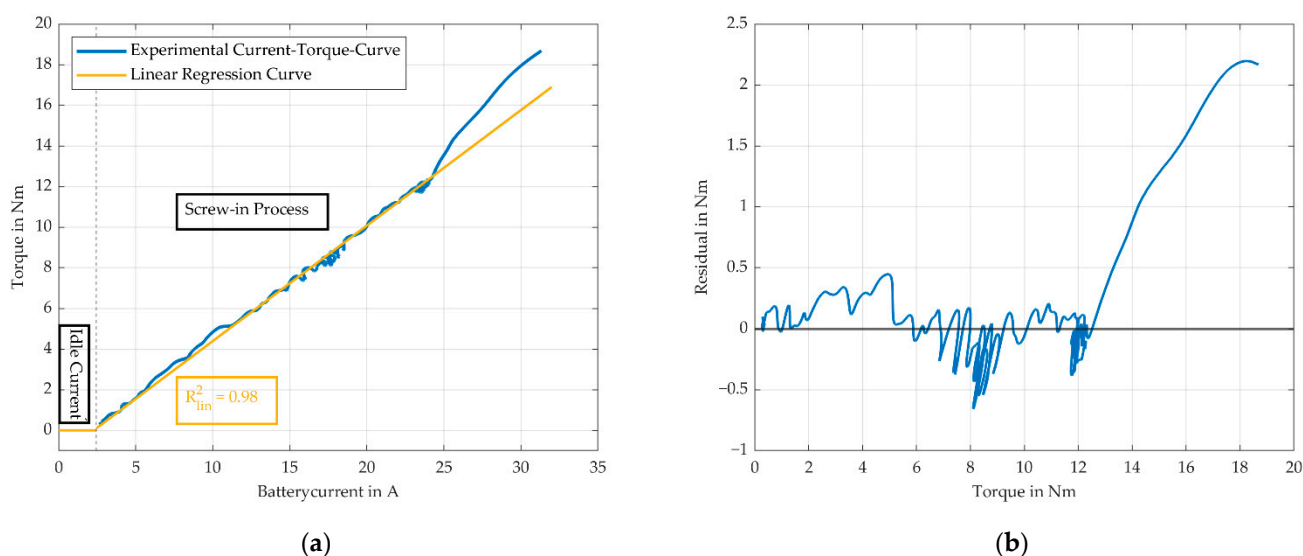 20
18
16
14
12
10
8
6
4
2
0
Torque in Nm
Experimental Current-Torque-Curve
Linear Regression Curve
Screw-in Process
Idle Current
R²lin = 0.98
0 5 10 15 20 25 30 35
Batterycurrent in A
(a)
2.5
2
1.5
1
0.5
0
−0.5
−1
Residual in Nm
0 2 4 6 8 10 12 14 16 18 20
Torque in Nm
(b)